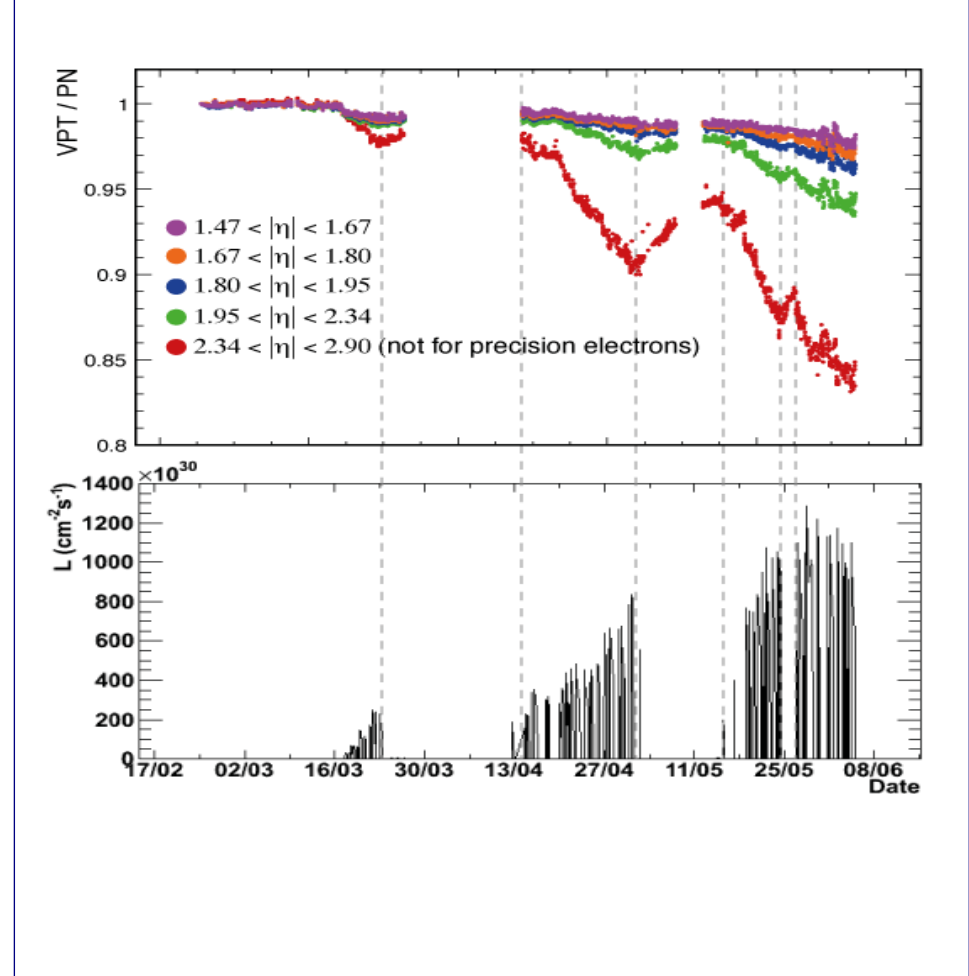 VPT / PN
1
0.95
0.9
0.85
0.8
1.47 < |η| < 1.67
1.67 < |η| < 1.80
1.80 < |η| < 1.95
1.95 < |η| < 2.34
2.34 < |η| < 2.90 (not for precision electrons)
×10³⁰
L (cm⁻²s⁻¹)
1400
1200
1000
800
600
400
200
0
17/02 02/03 16/03 30/03 13/04 27/04 11/05 25/05 08/06
Date